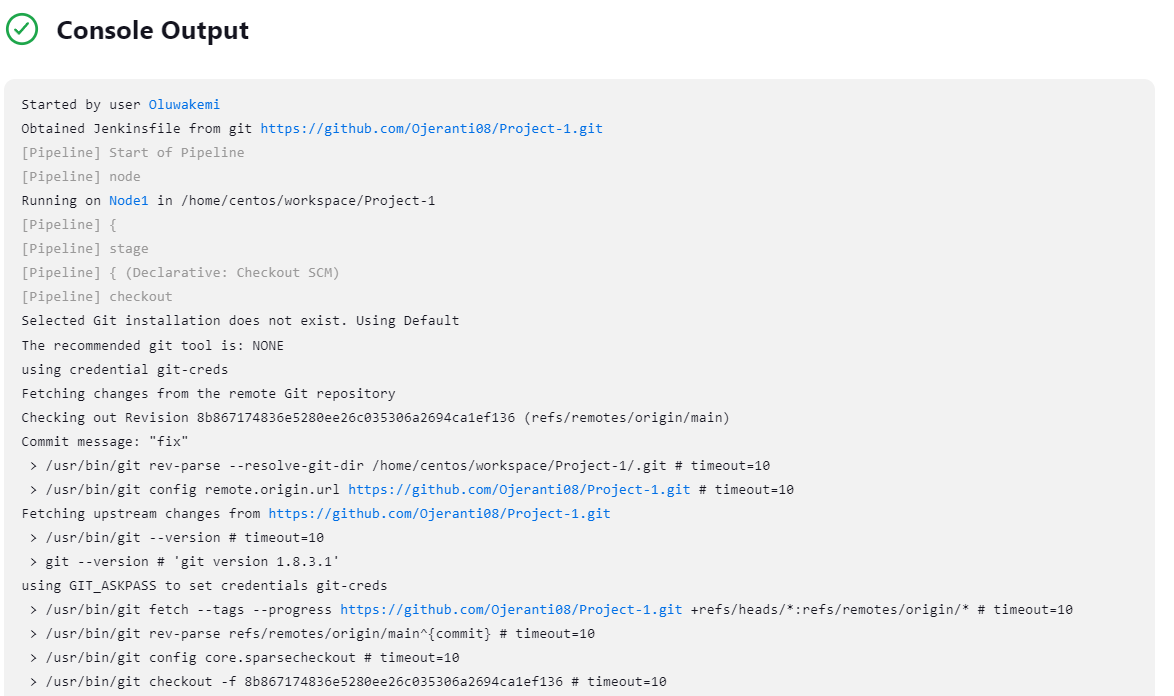 Console Output
Started by user Oluwakemi
Obtained Jenkinsfile from git https://github.com/Ojeranti08/Project-1.git
[Pipeline] Start of Pipeline
[Pipeline] node
Running on Node1 in /home/centos/workspace/Project-1
[Pipeline] {
[Pipeline] stage
[Pipeline] { (Declarative: Checkout SCM)
[Pipeline] checkout
Selected Git installation does not exist. Using Default
The recommended git tool is: NONE
using credential git-creds
Fetching changes from the remote Git repository
Checking out Revision 8b867174836e5280ee26c035306a2694ca1ef136 (refs/remotes/origin/main)
Commit message: "fix"
 > /usr/bin/git rev-parse --resolve-git-dir /home/centos/workspace/Project-1/.git # timeout=10
 > /usr/bin/git config remote.origin.url https://github.com/Ojeranti08/Project-1.git # timeout=10
Fetching upstream changes from https://github.com/Ojeranti08/Project-1.git
 > /usr/bin/git --version # timeout=10
 > git --version # 'git version 1.8.3.1'
using GIT_ASKPASS to set credentials git-creds
 > /usr/bin/git fetch --tags --progress https://github.com/Ojeranti08/Project-1.git +refs/heads/*:refs/remotes/origin/* # timeout=10
 > /usr/bin/git rev-parse refs/remotes/origin/main^{commit} # timeout=10
 > /usr/bin/git config core.sparsecheckout # timeout=10
 > /usr/bin/git checkout -f 8b867174836e5280ee26c035306a2694ca1ef136 # timeout=10